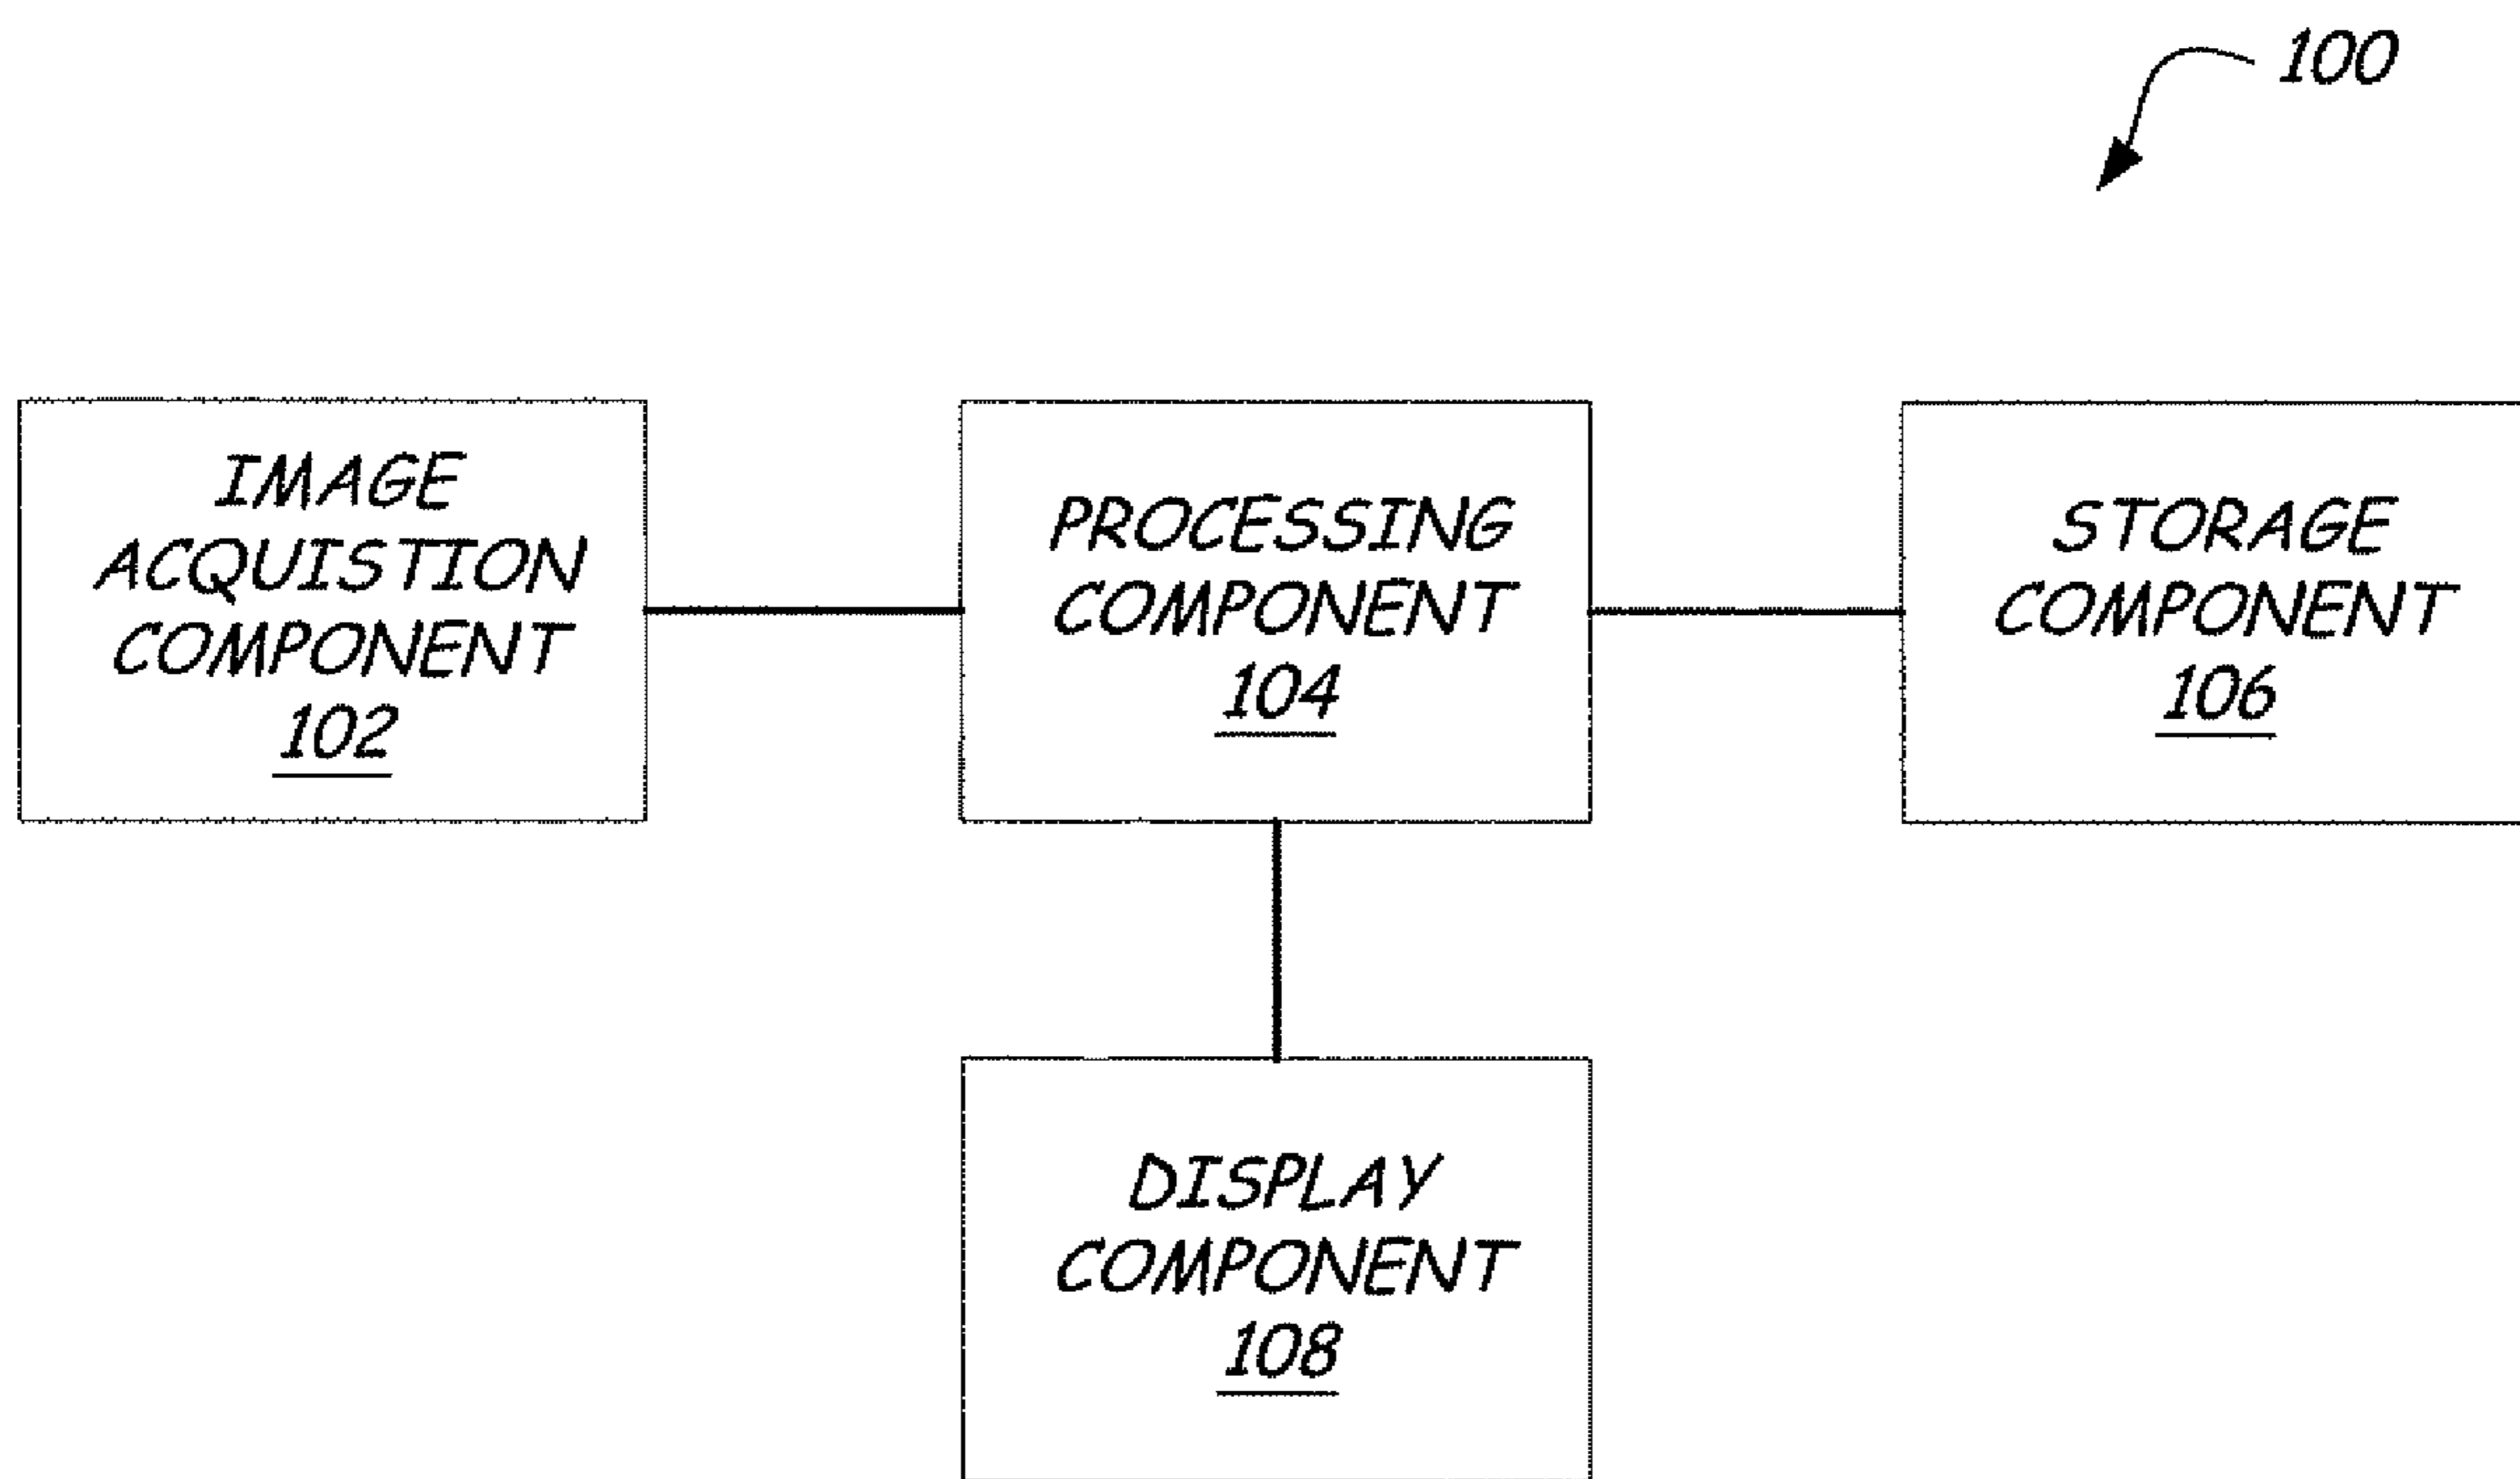 100
IMAGE
ACQUISTION
COMPONENT
102
PROCESSING
COMPONENT
104
STORAGE
COMPONENT
106
DISPLAY
COMPONENT
108